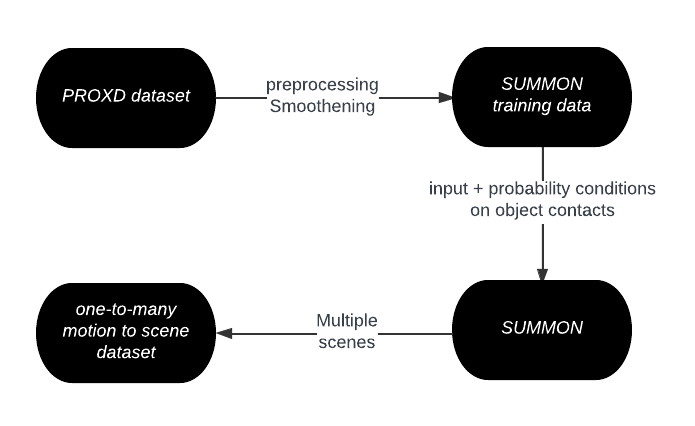 PROXD dataset
preprocessing
Smoothening
SUMMON
training data
input + probability conditions
on object contacts
SUMMON
Multiple
scenes
one-to-many
motion to scene
dataset